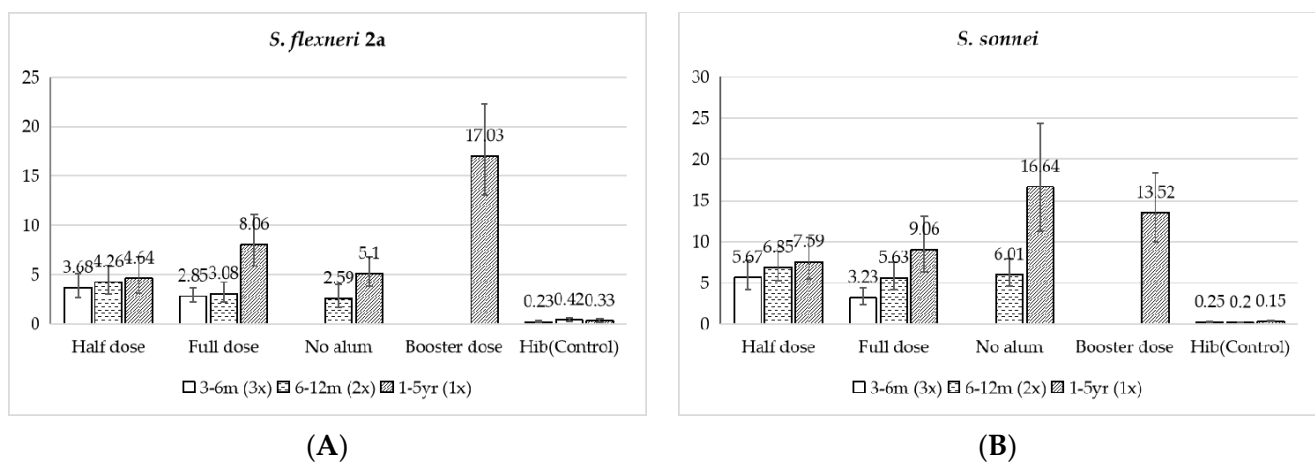 S. flexneri 2a
25
20
15
10
5
0
3.68 4.26 4.64
2.85 3.08 8.06
2.59 5.1
17.03
0.23 0.42 0.33
Half dose Full dose No alum Booster dose Hib(Control)
3-6m (3x) 6-12m (2x) 1-5yr (1x)
(A)
S. sonnei
30
25
20
15
10
5
0
5.67 6.85 7.59
3.23 5.63 9.06
6.01 16.64
13.52
0.25 0.2 0.15
Half dose Full dose No alum Booster dose Hib(Control)
3-6m (3x) 6-12m (2x) 1-5yr (1x)
(B)